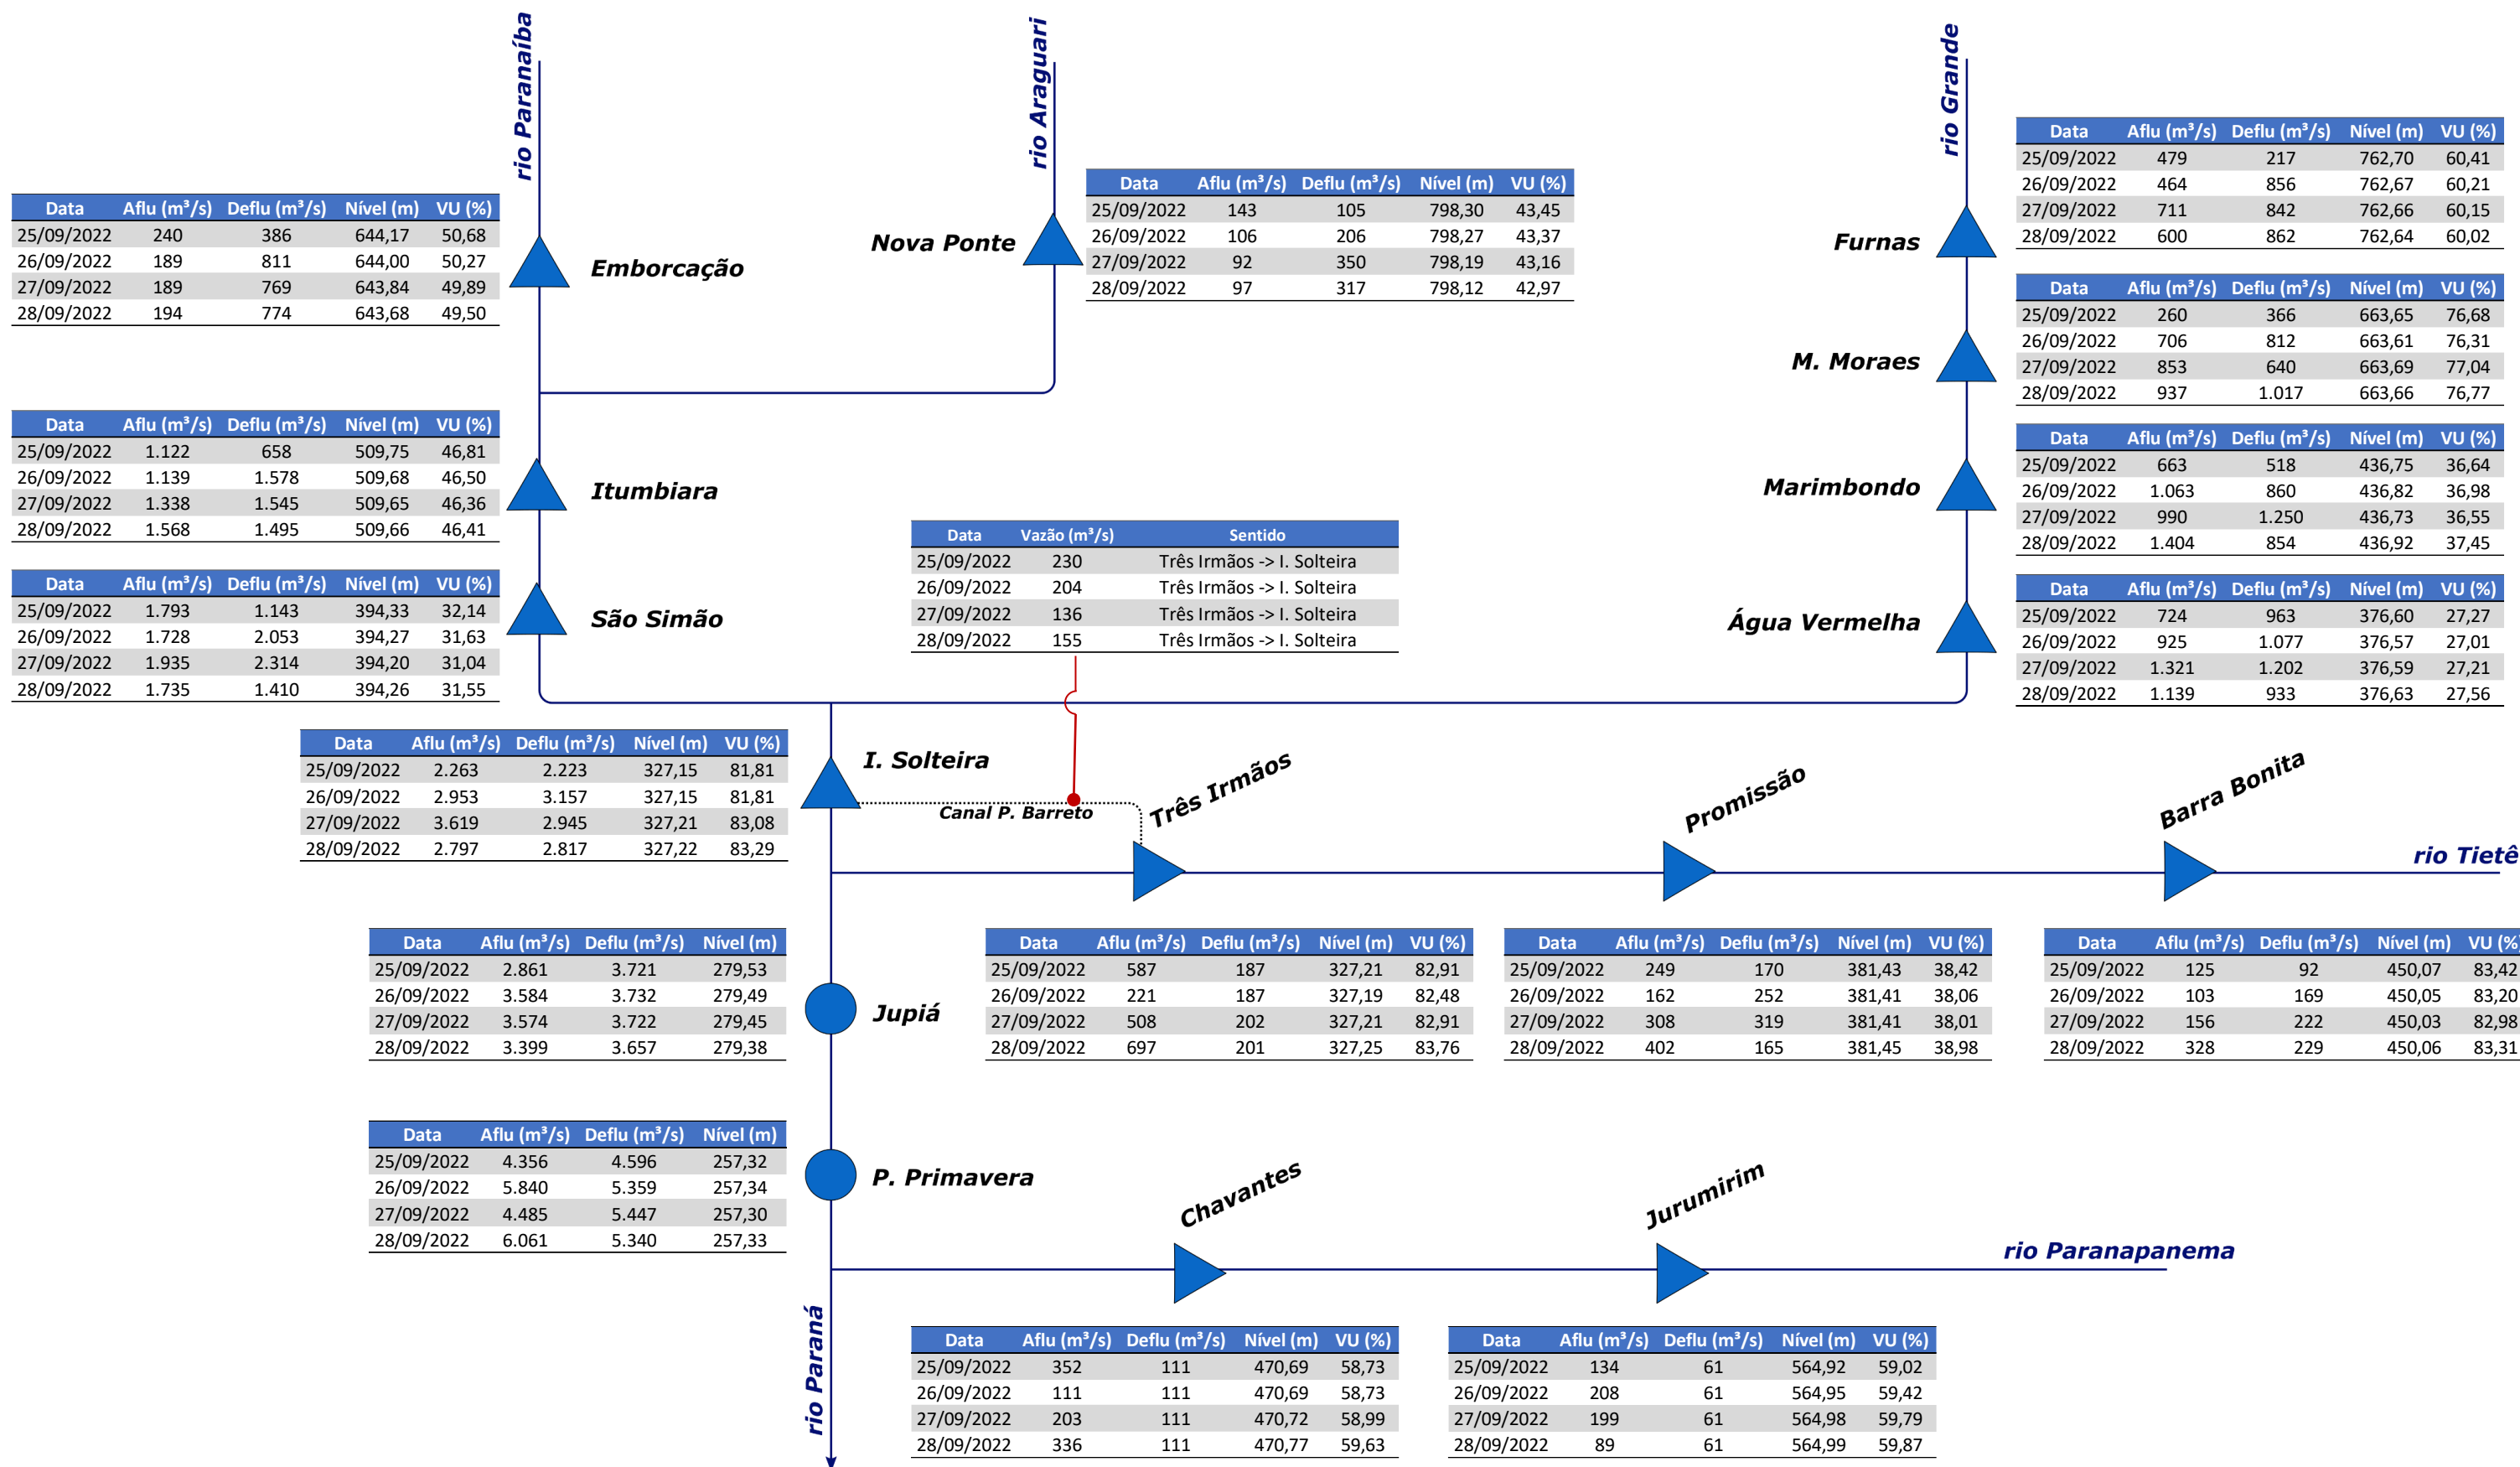 rio Paranaíba
rio Araguari
rio Grande
Data Aflu (m³/s) Deflu (m³/s) Nível (m) VU (%)
25/09/2022 240 386 644,17 50,68
26/09/2022 189 811 644,00 50,27
27/09/2022 189 769 643,84 49,89
28/09/2022 194 774 643,68 49,50
Emborcação
Nova Ponte
Data Aflu (m³/s) Deflu (m³/s) Nível (m) VU (%)
25/09/2022 143 105 798,30 43,45
26/09/2022 106 206 798,27 43,37
27/09/2022 92 350 798,19 43,16
28/09/2022 97 317 798,12 42,97
Furnas
Data Aflu (m³/s) Deflu (m³/s) Nível (m) VU (%)
25/09/2022 479 217 762,70 60,41
26/09/2022 464 856 762,67 60,21
27/09/2022 711 842 762,66 60,15
28/09/2022 600 862 762,64 60,02
M. Moraes
Data Aflu (m³/s) Deflu (m³/s) Nível (m) VU (%)
25/09/2022 260 366 663,65 76,68
26/09/2022 706 812 663,61 76,31
27/09/2022 853 640 663,69 77,04
28/09/2022 937 1.017 663,66 76,77
Data Aflu (m³/s) Deflu (m³/s) Nível (m) VU (%)
25/09/2022 1.122 658 509,75 46,81
26/09/2022 1.139 1.578 509,68 46,50
27/09/2022 1.338 1.545 509,65 46,36
28/09/2022 1.568 1.495 509,66 46,41
Itumbiara
Marimbondo
Data Aflu (m³/s) Deflu (m³/s) Nível (m) VU (%)
25/09/2022 663 518 436,75 36,64
26/09/2022 1.063 860 436,82 36,98
27/09/2022 990 1.250 436,73 36,55
28/09/2022 1.404 854 436,92 37,45
Data Vazão (m³/s) Sentido
25/09/2022 230 Três Irmãos -> I. Solteira
26/09/2022 204 Três Irmãos -> I. Solteira
27/09/2022 136 Três Irmãos -> I. Solteira
28/09/2022 155 Três Irmãos -> I. Solteira
Data Aflu (m³/s) Deflu (m³/s) Nível (m) VU (%)
25/09/2022 1.793 1.143 394,33 32,14
26/09/2022 1.728 2.053 394,27 31,63
27/09/2022 1.935 2.314 394,20 31,04
28/09/2022 1.735 1.410 394,26 31,55
São Simão
Água Vermelha
Data Aflu (m³/s) Deflu (m³/s) Nível (m) VU (%)
25/09/2022 724 963 376,60 27,27
26/09/2022 925 1.077 376,57 27,01
27/09/2022 1.321 1.202 376,59 27,21
28/09/2022 1.139 933 376,63 27,56
Data Aflu (m³/s) Deflu (m³/s) Nível (m) VU (%)
25/09/2022 2.263 2.223 327,15 81,81
26/09/2022 2.953 3.157 327,15 81,81
27/09/2022 3.619 2.945 327,21 83,08
28/09/2022 2.797 2.817 327,22 83,29
I. Solteira
Canal P. Barreto
Três Irmãos
Promissão
Barra Bonita
rio Tietê
Data Aflu (m³/s) Deflu (m³/s) Nível (m)
25/09/2022 2.861 3.721 279,53
26/09/2022 3.584 3.732 279,49
27/09/2022 3.574 3.722 279,45
28/09/2022 3.399 3.657 279,38
Jupiá
Data Aflu (m³/s) Deflu (m³/s) Nível (m) VU (%)
25/09/2022 587 187 327,21 82,91
26/09/2022 221 187 327,19 82,48
27/09/2022 508 202 327,21 82,91
28/09/2022 697 201 327,25 83,76
Data Aflu (m³/s) Deflu (m³/s) Nível (m) VU (%)
25/09/2022 249 170 381,43 38,42
26/09/2022 162 252 381,41 38,06
27/09/2022 308 319 381,41 38,01
28/09/2022 402 165 381,45 38,98
Data Aflu (m³/s) Deflu (m³/s) Nível (m) VU (%
25/09/2022 125 92 450,07 83,42
26/09/2022 103 169 450,05 83,20
27/09/2022 156 222 450,03 82,98
28/09/2022 328 229 450,06 83,31
Data Aflu (m³/s) Deflu (m³/s) Nível (m)
25/09/2022 4.356 4.596 257,32
26/09/2022 5.840 5.359 257,34
27/09/2022 4.485 5.447 257,30
28/09/2022 6.061 5.340 257,33
P. Primavera
Chavantes
Jurumirim
rio Paranapanema
rio Paraná
Data Aflu (m³/s) Deflu (m³/s) Nível (m) VU (%)
25/09/2022 352 111 470,69 58,73
26/09/2022 111 111 470,69 58,73
27/09/2022 203 111 470,72 58,99
28/09/2022 336 111 470,77 59,63
Data Aflu (m³/s) Deflu (m³/s) Nível (m) VU (%)
25/09/2022 134 61 564,92 59,02
26/09/2022 208 61 564,95 59,42
27/09/2022 199 61 564,98 59,79
28/09/2022 89 61 564,99 59,87